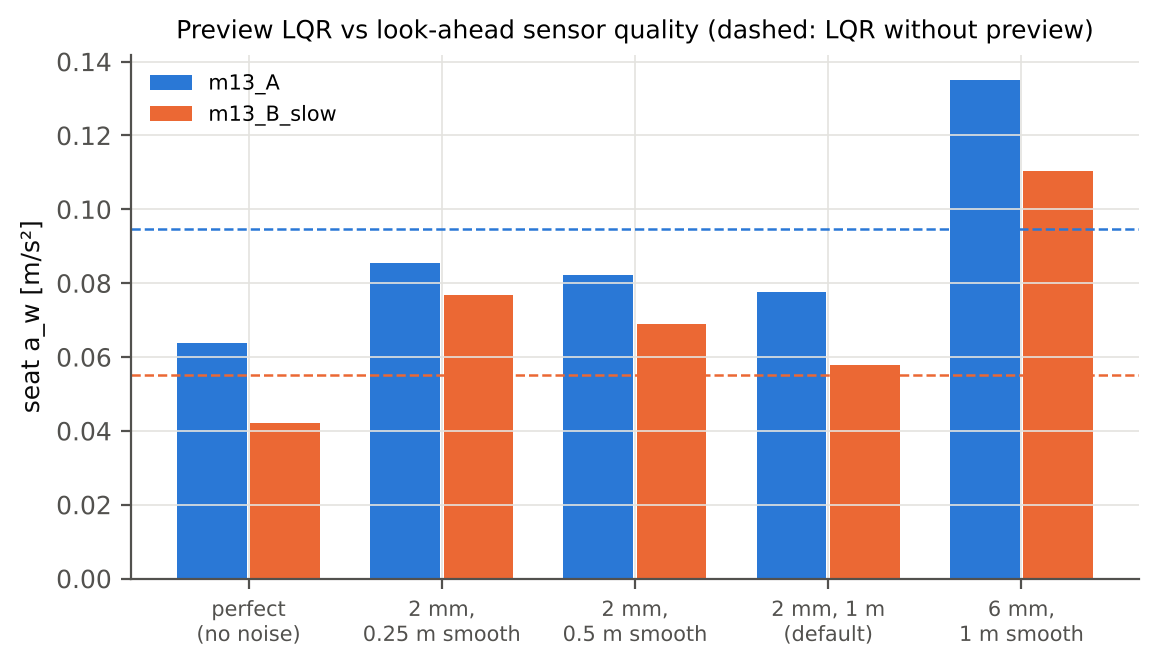 Preview LQR vs look-ahead sensor quality (dashed: LQR without preview)
m13_A
m13_B_slow
seat a_w [m/s²]
0.14
0.12
0.10
0.08
0.06
0.04
0.02
0.00
perfect
(no noise)
2 mm,
0.25 m smooth
2 mm,
0.5 m smooth
2 mm, 1 m
(default)
6 mm,
1 m smooth